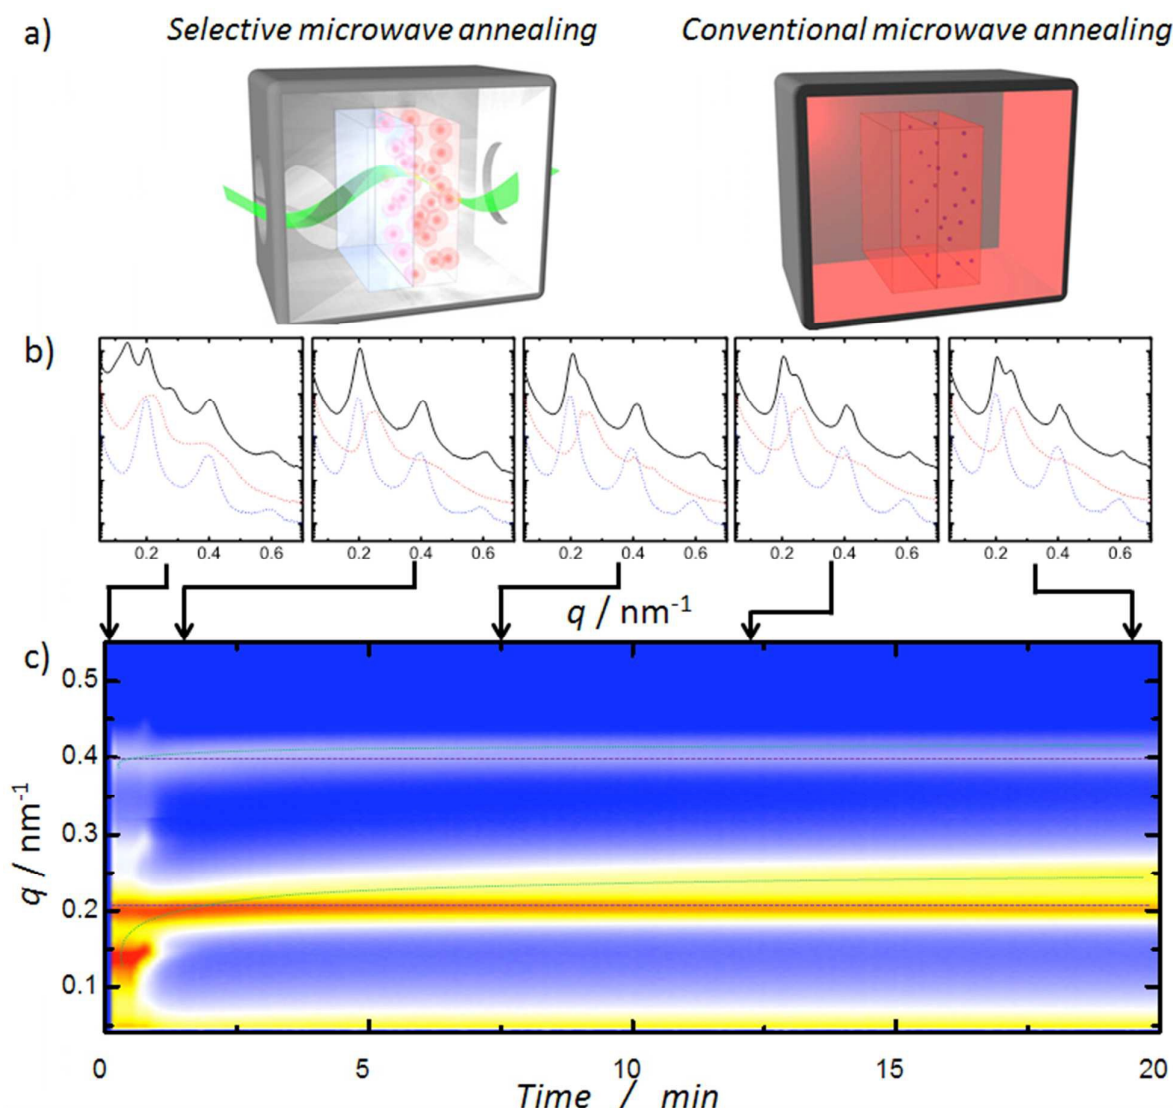 a)
Selective microwave annealing
Conventional microwave annealing
b)
0.2 0.4 0.6
0.2 0.4 0.6
0.2 0.4 0.6
0.2 0.4 0.6
0.2 0.4 0.6
q / nm⁻¹
c)
0.5
0.4
0.3
0.2
0.1
q / nm⁻¹
0 5 10 15 20
Time / min